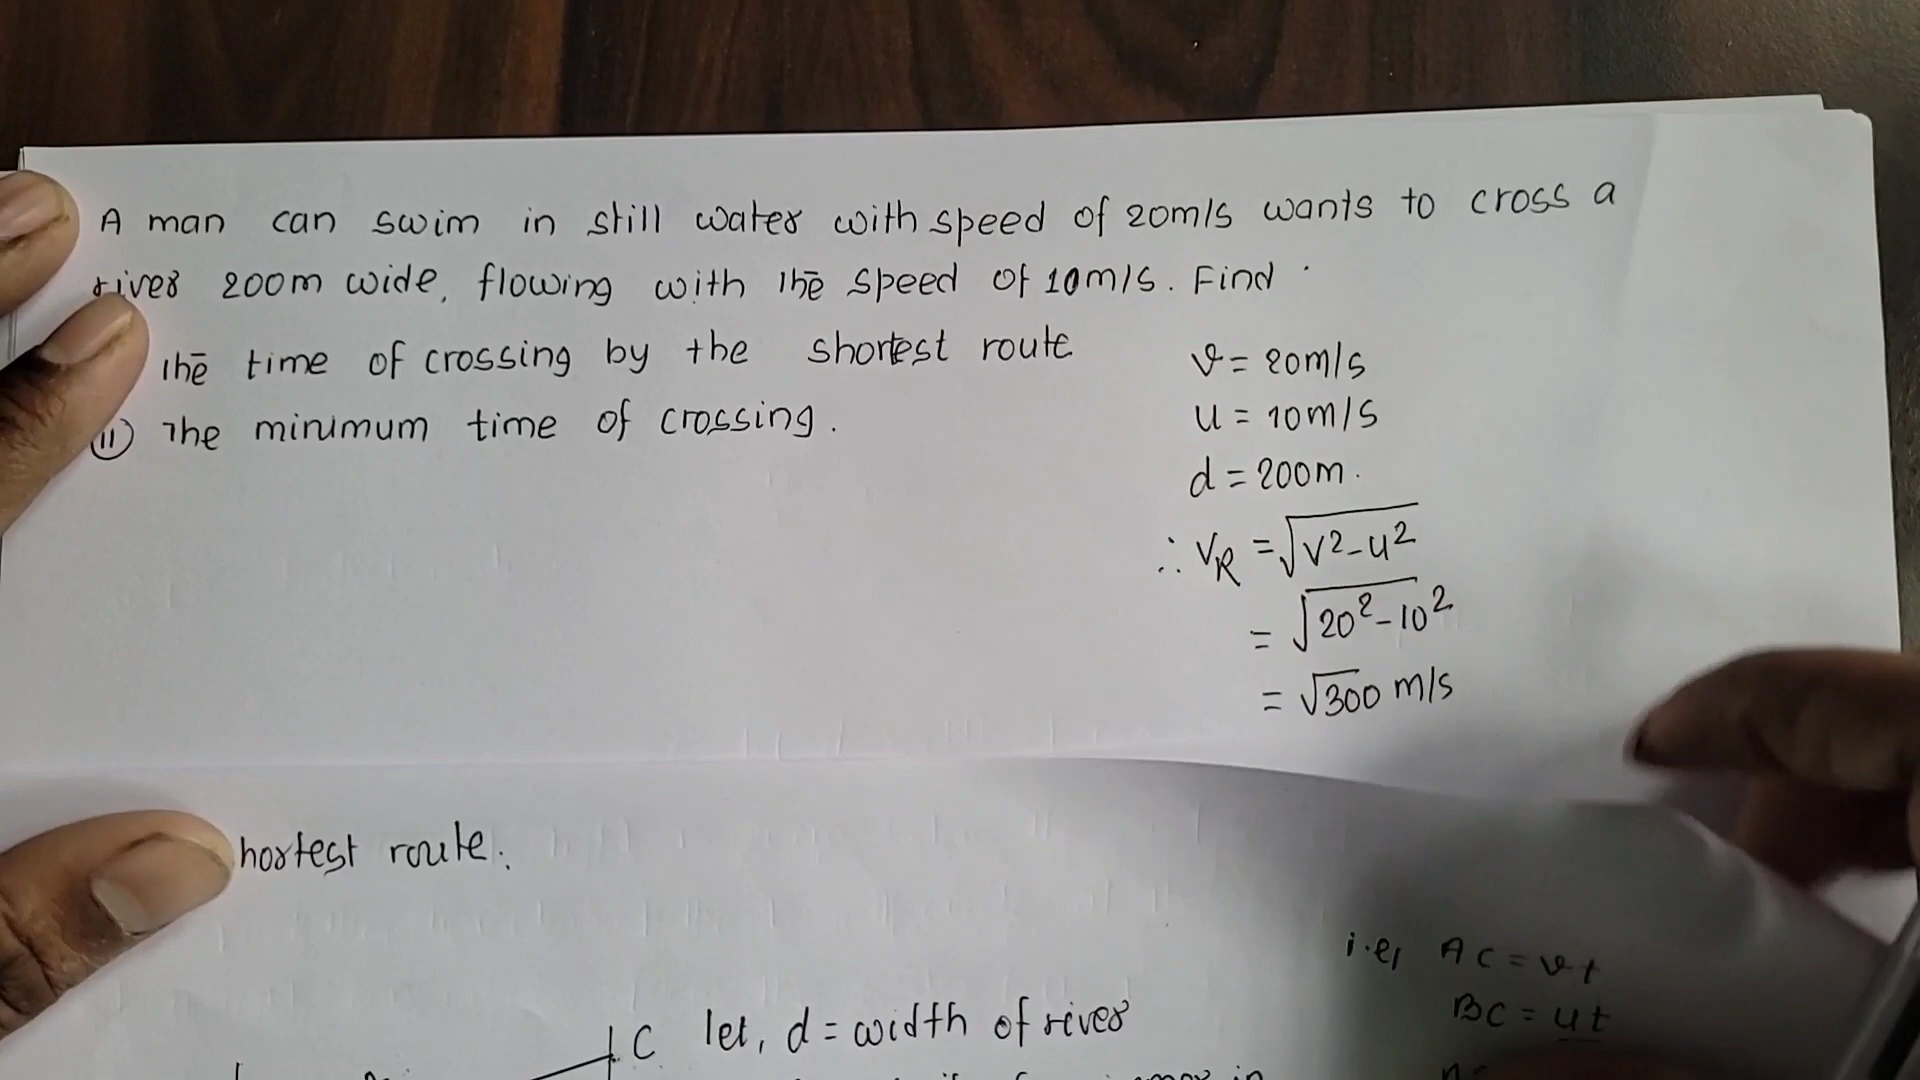 A man can swim in still water with speed of 20m/s wants to cross a
river 200m wide, flowing with the speed of 10m/s. Find
the time of crossing by the shortest route
(ii) The minimum time of crossing.
v = 20m/s
u = 10m/s
d = 200m.
∴ VR = √V²-u²
= √20²-10²
= √300 m/s
hortest route.
i.e, AC = vt
BC = ut
C let, d = width of river